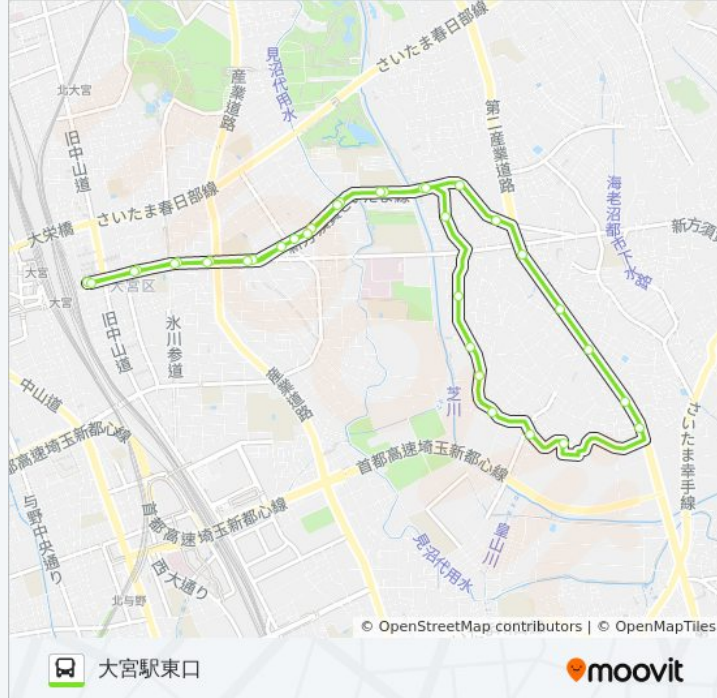 見沼代用水
さいたま春日部線
産業道路
北大宮
旧中山道
第二産業道路
さいたま春日部線
海老沼都市下水路
大栄橋
新方須
大宮
大宮
大宮区
旧中山道
氷川参道
産業道路
中山道
芝川
さいたま幸手線
都高速埼玉新都心線
首都高速埼玉新都心線
与野中央通り
首都高速埼玉新都心線
西大通り
皇山川
見沼代用水
北与野
© OpenStreetMap contributors | © OpenMapTiles
大宮駅東口
moovit